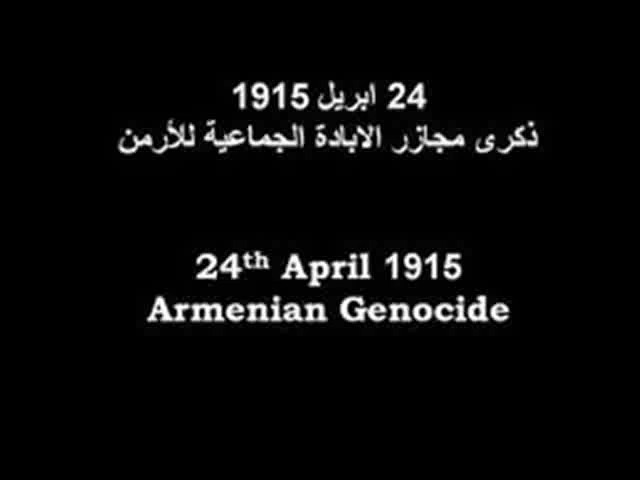 24 ابريل 1915
ذكرى مجازر الابادة الجماعية للأرمن
24th April 1915
Armenian Genocide